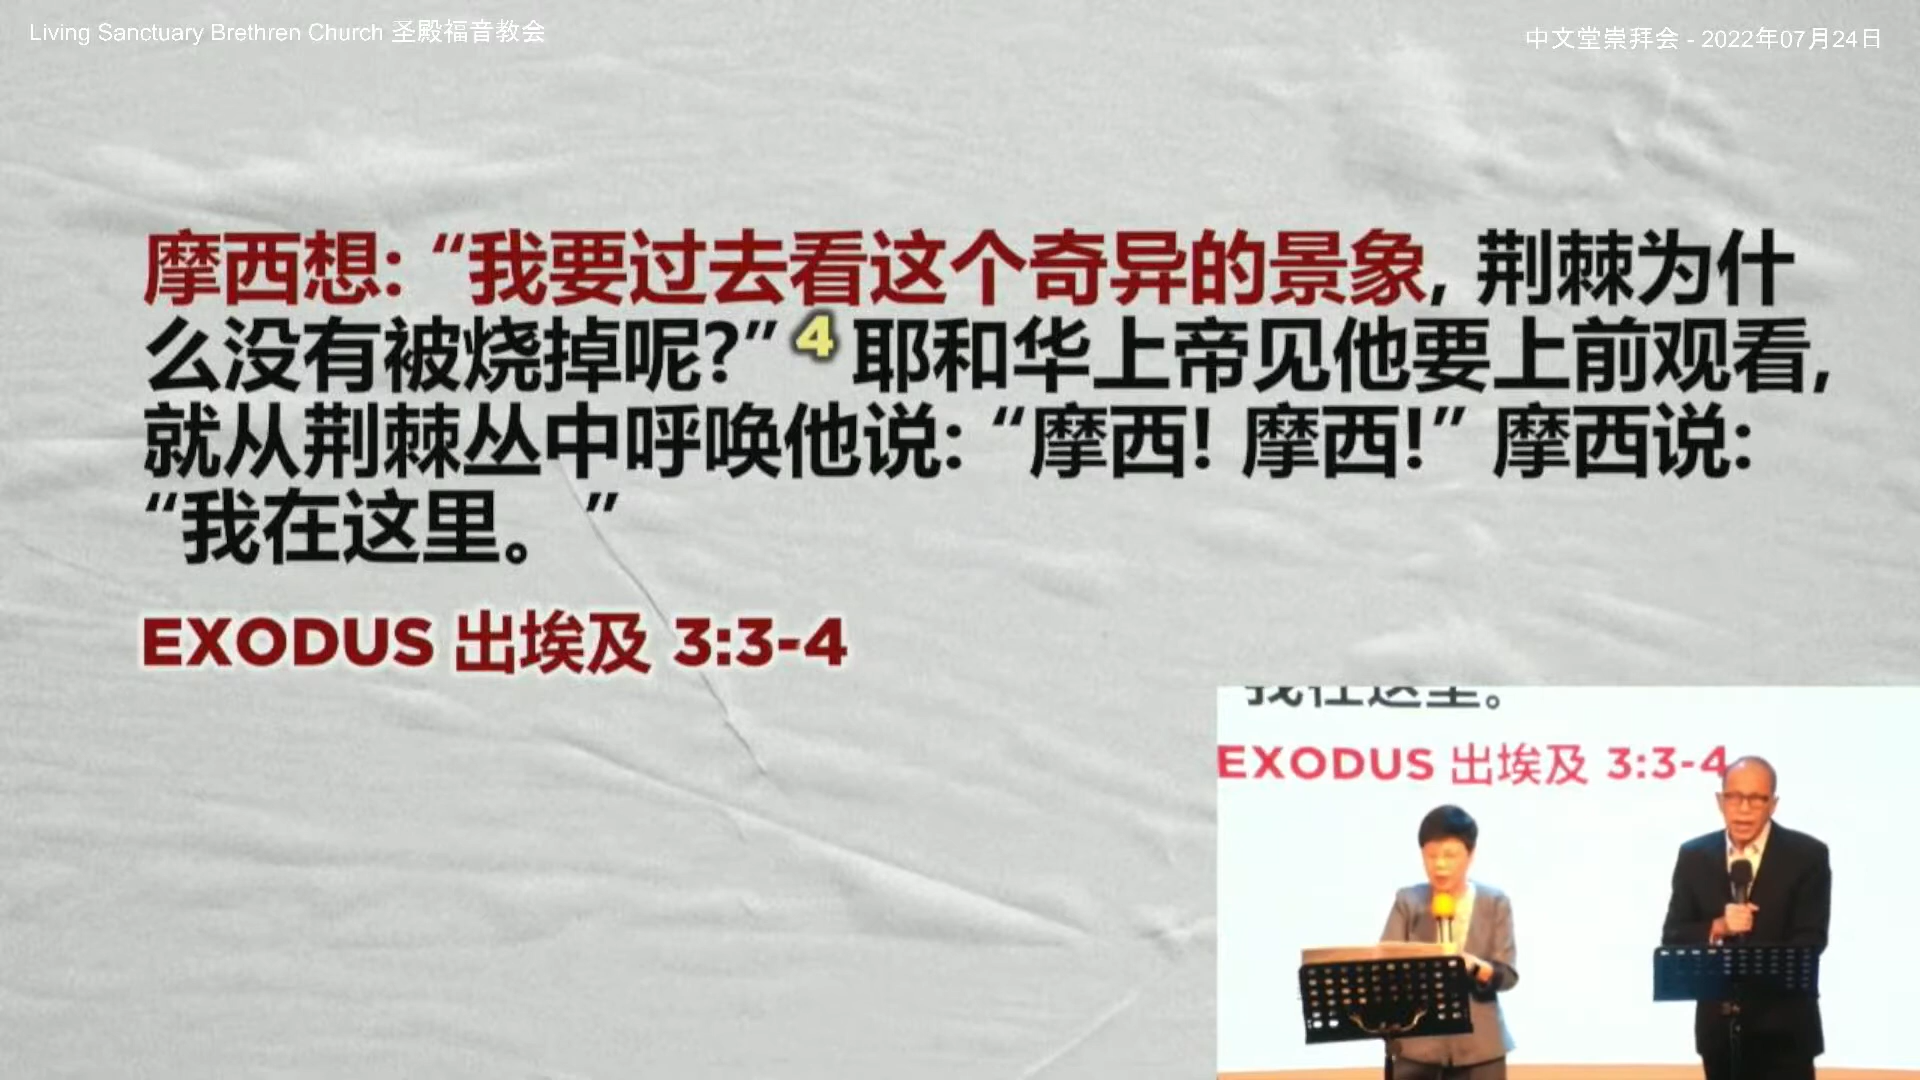 Living Sanctuary Brethren Church 圣殿福音教会
中文堂崇拜会 - 2022年07月24日
摩西想: “我要过去看这个奇异的景象, 荆棘为什
么没有被烧掉呢?” 4 耶和华上帝见他要上前观看,
就从荆棘丛中呼唤他说: “摩西! 摩西!” 摩西说:
“我在这里。”
EXODUS 出埃及 3:3-4
我在这里。
EXODUS 出埃及 3:3-4